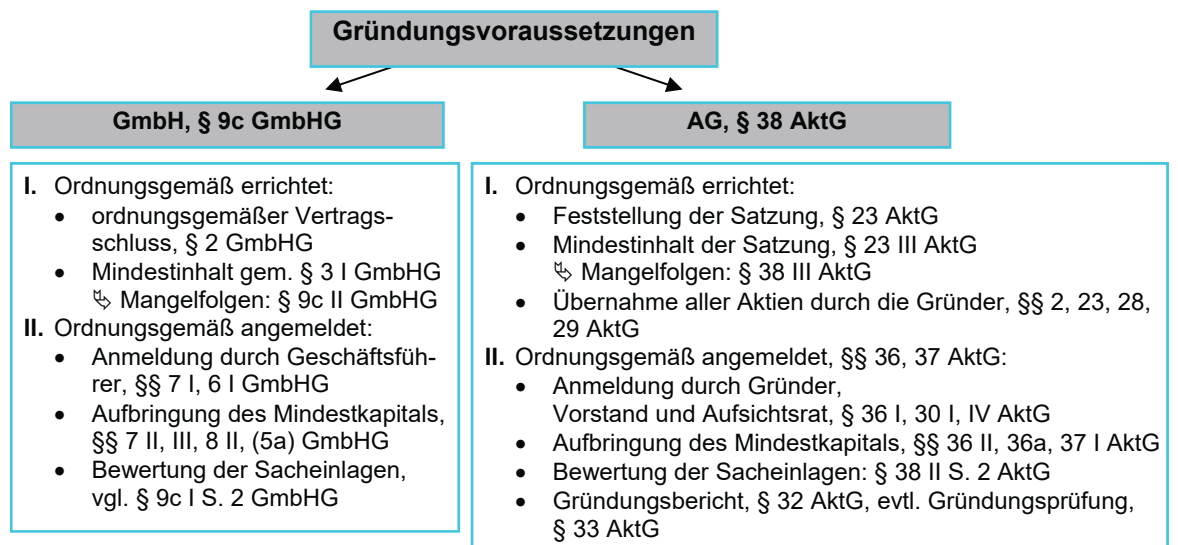 Gründungsvoraussetzungen
GmbH, § 9c GmbHG
I. Ordnungsgemäß errichtet:
• ordnungsgemäßer Vertrags-
schluss, § 2 GmbHG
• Mindestinhalt gem. § 3 I GmbHG
↳ Mangelfolgen: § 9c II GmbHG
II. Ordnungsgemäß angemeldet:
• Anmeldung durch Geschäftsfüh-
rer, §§ 7 I, 6 I GmbHG
• Aufbringung des Mindestkapitals,
§§ 7 II, III, 8 II, (5a) GmbHG
• Bewertung der Sacheinlagen,
vgl. § 9c I S. 2 GmbHG
AG, § 38 AktG
I. Ordnungsgemäß errichtet:
• Feststellung der Satzung, § 23 AktG
• Mindestinhalt der Satzung, § 23 III AktG
↳ Mangelfolgen: § 38 III AktG
• Übernahme aller Aktien durch die Gründer, §§ 2, 23, 28,
29 AktG
II. Ordnungsgemäß angemeldet, §§ 36, 37 AktG:
• Anmeldung durch Gründer,
Vorstand und Aufsichtsrat, § 36 I, 30 I, IV AktG
• Aufbringung des Mindestkapitals, §§ 36 II, 36a, 37 I AktG
• Bewertung der Sacheinlagen: § 38 II S. 2 AktG
• Gründungsbericht, § 32 AktG, evtl. Gründungsprüfung,
§ 33 AktG